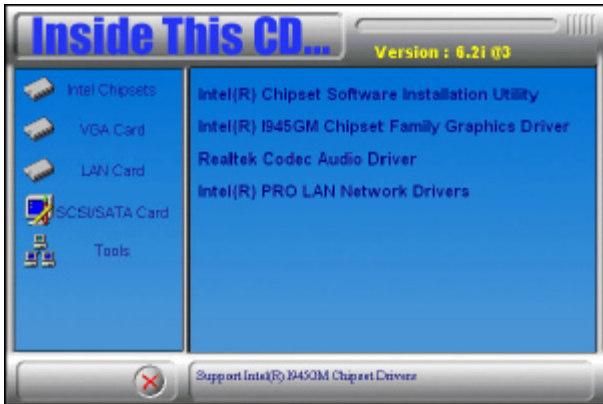 Inside This CD...
Version : 6.2i @3
Intel Chipsets
VGA Card
LAN Card
SCSI/SATA Card
Tools
Intel(R) Chipset Software Installation Utility
Intel(R) I945GM Chipset Family Graphics Driver
Realtek Codec Audio Driver
Intel(R) PRO LAN Network Drivers
Support Intel(R) I945GM Chipset Drivers